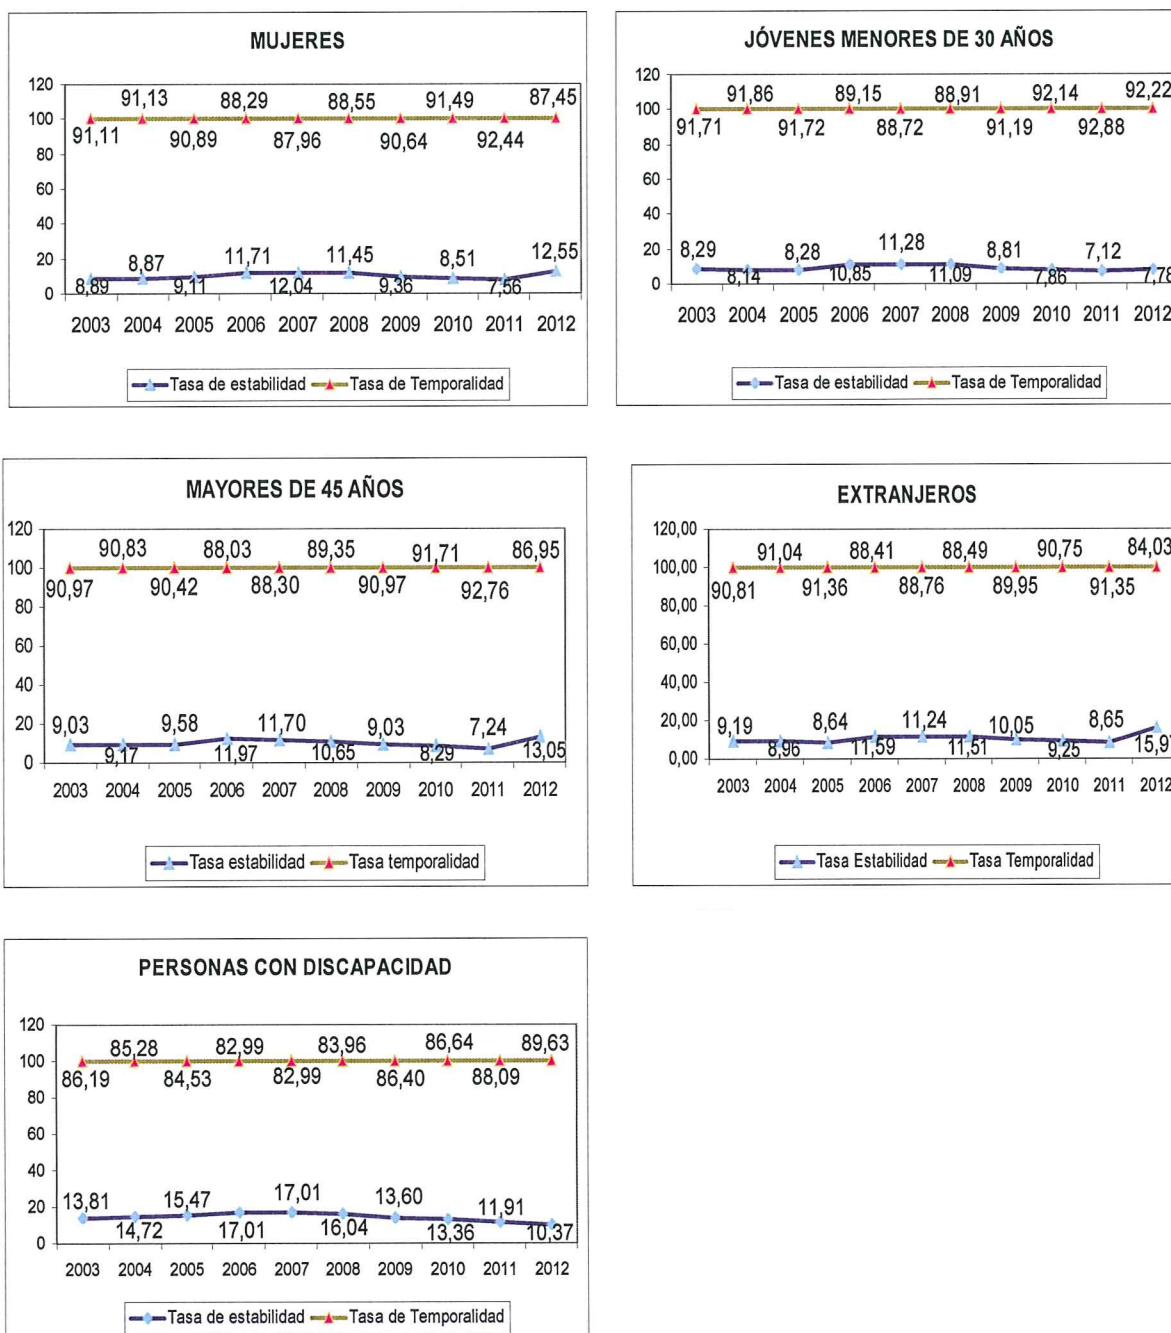 MUJERES
120
100
80
60
40
20
0
91,11 91,13 90,89 88,29 87,96 88,55 90,64 91,49 92,44 87,45
8,89 8,87 9,11 11,71 12,04 11,45 9,36 8,51 7,56 12,55
2003 2004 2005 2006 2007 2008 2009 2010 2011 2012
Tasa de estabilidad Tasa de Temporalidad
JÓVENES MENORES DE 30 AÑOS
120
100
80
60
40
20
0
91,71 91,86 91,72 89,15 88,72 88,91 91,19 92,14 92,88 92,22
8,29 8,14 8,28 10,85 11,28 11,09 8,81 7,86 7,12 7,78
2003 2004 2005 2006 2007 2008 2009 2010 2011 2012
Tasa de estabilidad Tasa de Temporalidad
MAYORES DE 45 AÑOS
120
100
80
60
40
20
0
90,97 90,83 90,42 88,03 88,30 89,35 90,97 91,71 92,76 86,95
9,03 9,17 9,58 11,97 11,70 10,65 9,03 8,29 7,24 13,05
2003 2004 2005 2006 2007 2008 2009 2010 2011 2012
Tasa estabilidad Tasa temporalidad
EXTRANJEROS
120,00
100,00
80,00
60,00
40,00
20,00
0,00
90,81 91,04 91,36 88,41 88,76 88,49 89,95 90,75 91,35 84,03
9,19 8,96 8,64 11,59 11,24 11,51 10,05 9,25 8,65 15,97
2003 2004 2005 2006 2007 2008 2009 2010 2011 2012
Tasa Estabilidad Tasa Temporalidad
PERSONAS CON DISCAPACIDAD
120
100
80
60
40
20
0
86,19 85,28 84,53 82,99 82,99 83,96 86,40 86,64 88,09 89,63
13,81 14,72 15,47 17,01 17,01 16,04 13,60 13,36 11,91 10,37
2003 2004 2005 2006 2007 2008 2009 2010 2011 2012
Tasa de estabilidad Tasa de Temporalidad